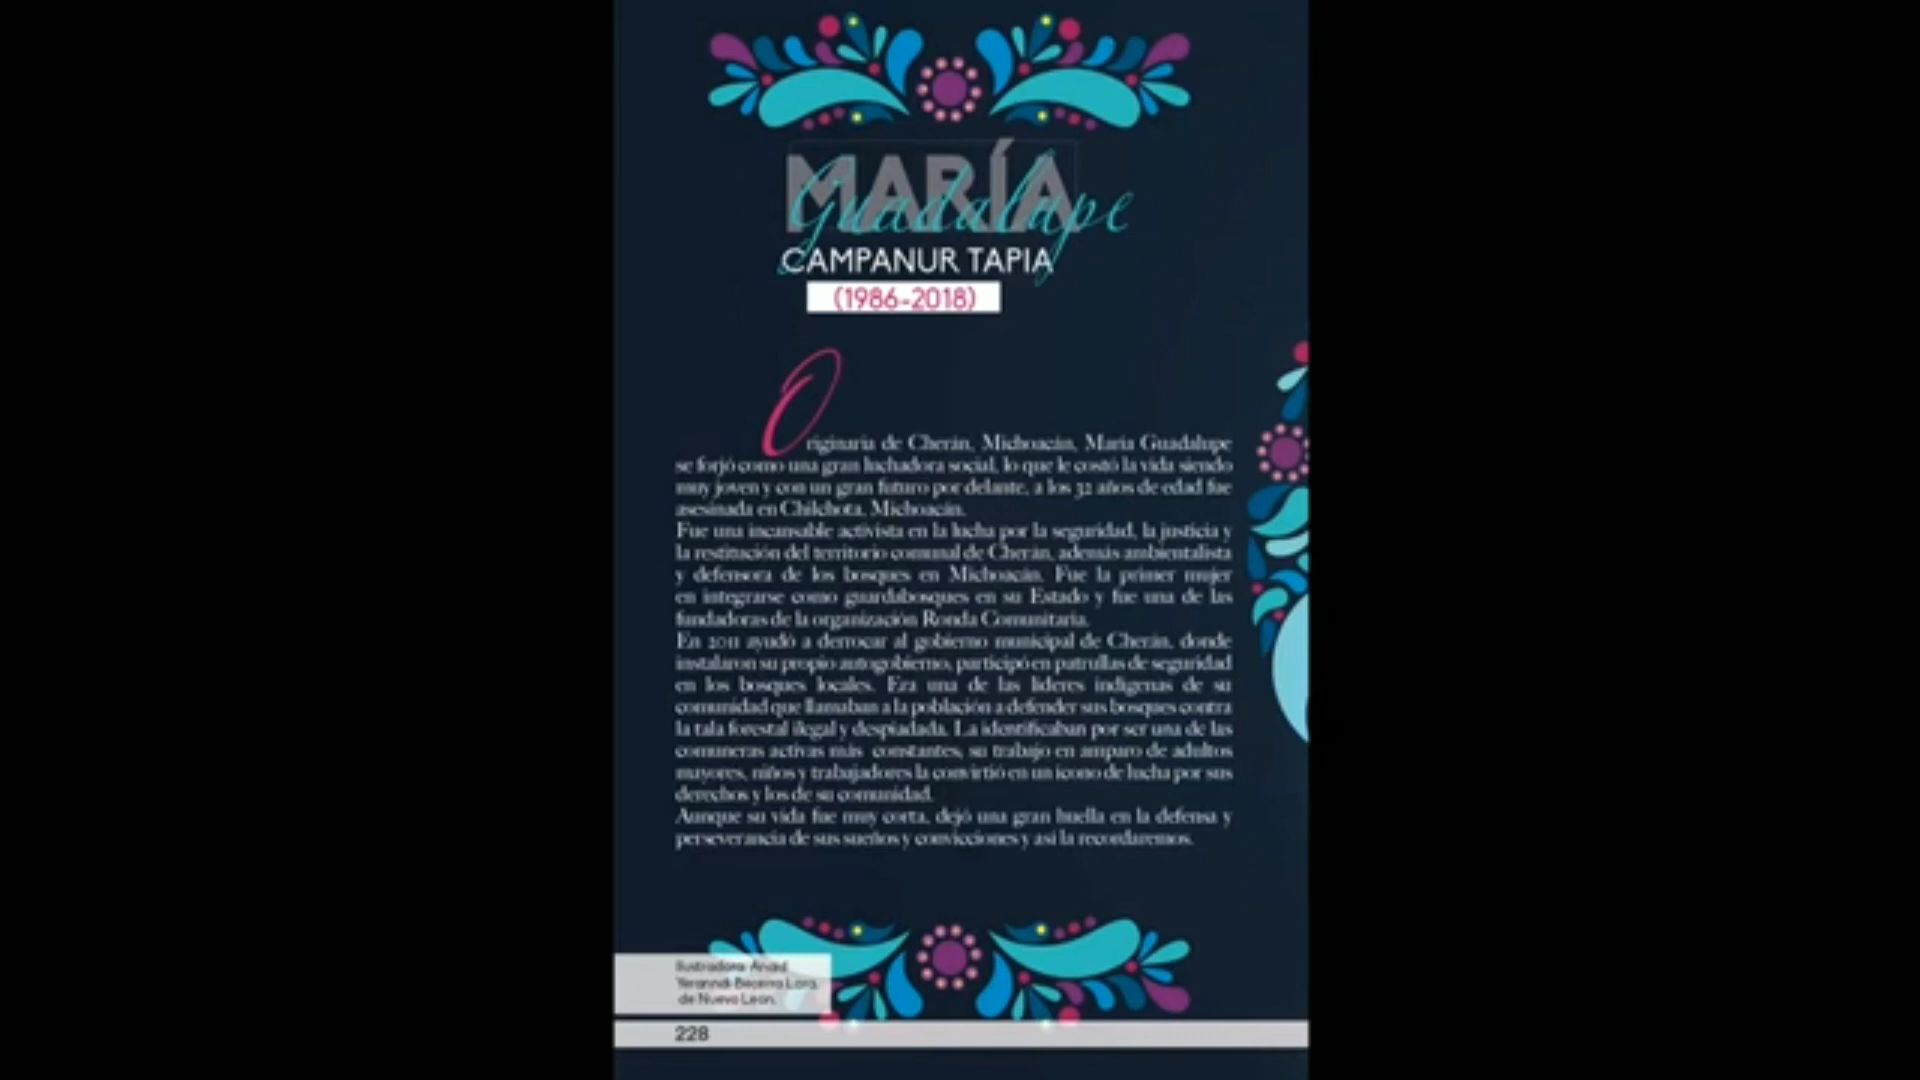 MARÍA
Guadalupe
CAMPANUR TAPIA
(1986-2018)
Originaria de Cherán, Michoacán, María Guadalupe
se forjó como una gran luchadora social, lo que le costó la vida siendo
muy joven y con un gran futuro por delante, a los 32 años de edad fue
asesinada en Chilchota, Michoacán.
Fue una incansable activista en la lucha por la seguridad, la justicia y
la restitución del territorio comunal de Cherán, además ambientalista
y defensora de los bosques en Michoacán. Fue la primer mujer
en integrarse como guardabosques en su Estado y fue una de las
fundadoras de la organización Ronda Comunitaria.
En 2011 ayudó a derrocar al gobierno municipal de Cherán, donde
instalaron su propio autogobierno, participó en patrullas de seguridad
en los bosques locales. Era una de las líderes indígenas de su
comunidad que llamaban a la población a defender sus bosques contra
la tala forestal ilegal y despiadada. La identificaban por ser una de las
comuneras activas más constantes, su trabajo en amparo de adultos
mayores, niños y trabajadores la convirtió en un ícono de lucha por sus
derechos y los de su comunidad.
Aunque su vida fue muy corta, dejó una gran huella en la defensa y
perseverancia de sus sueños y convicciones y así la recordaremos.
Ilustradora:
Becerra Lara,
de Nuevo León.
228